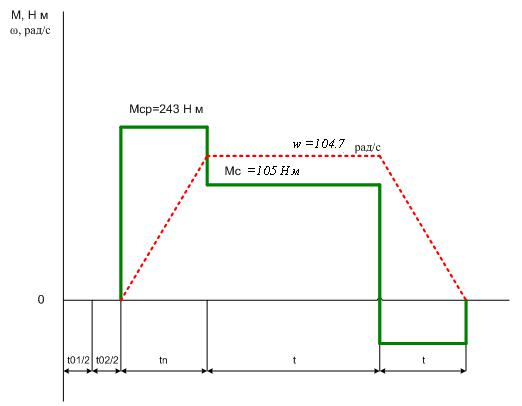 М, Н м
ω, рад/с
Мср=243 Н м
w =104.7 рад/с
Мс =105 Н м
0
t01/2 t02/2 tп t t